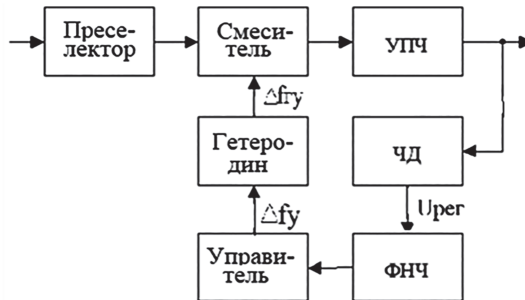 Пресе-
лектор
Смеси-
тель
УПЧ
Δfгу
Гетеро-
дин
ЧД
Δfу
Uрег
Управи-
тель
ФНЧ